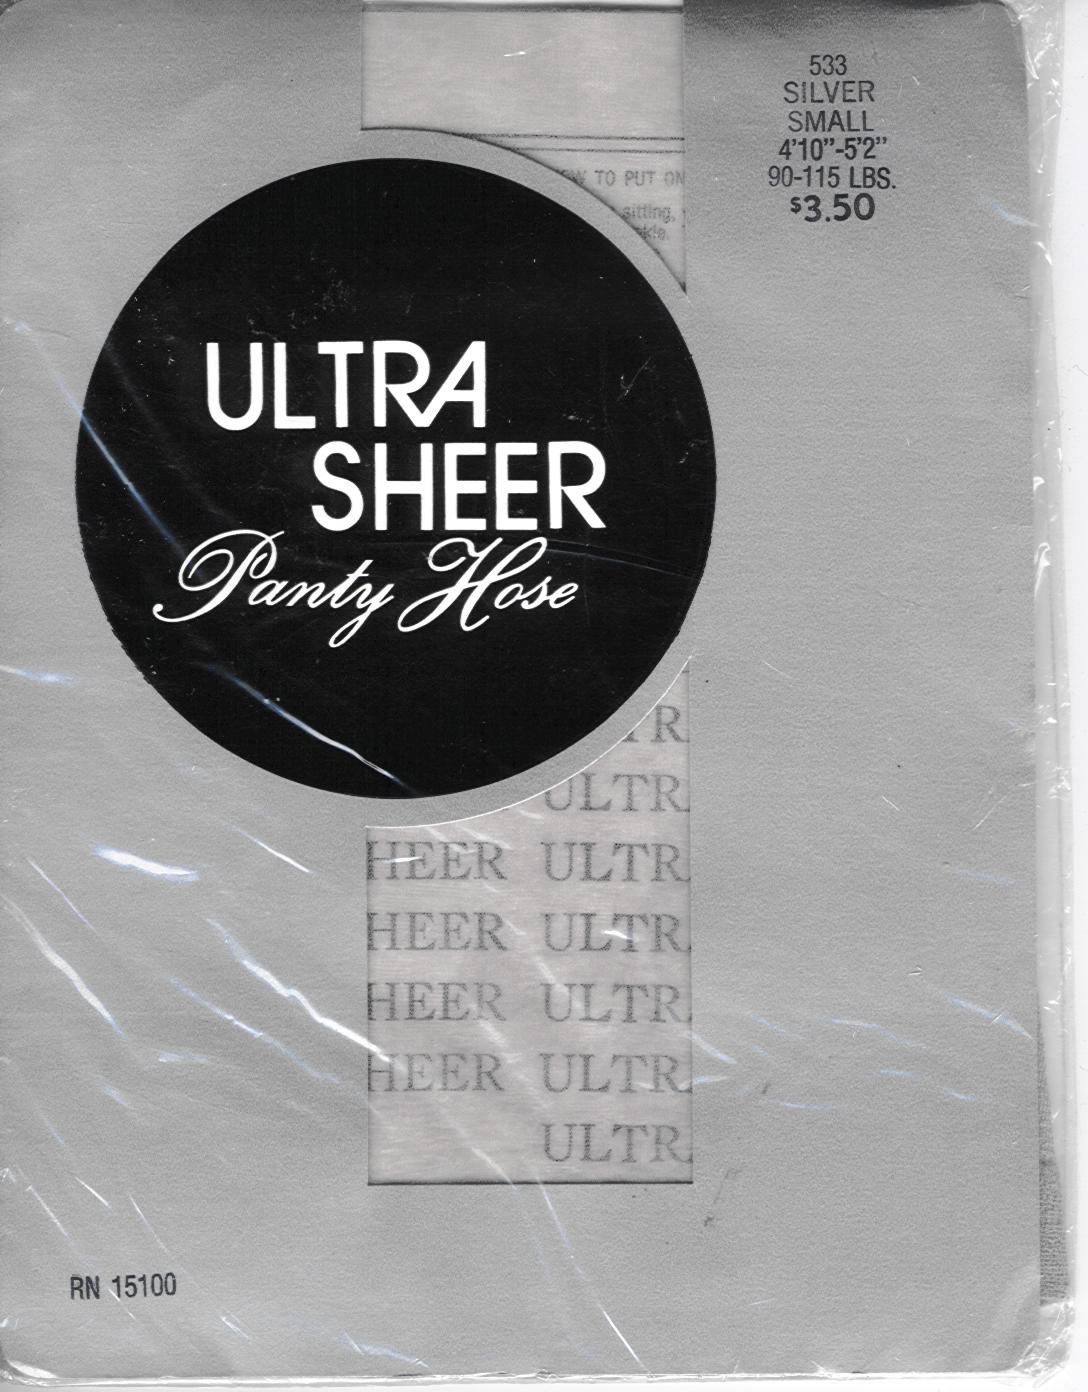 533
SILVER
SMALL
4'10"-5'2"
90-115 LBS.
$3.50
TO PUT ON
sitting,
ULTRA
SHEER
Panty Hose
TR
ULTR
HEER ULTR
HEER ULTR
HEER ULTR
HEER ULTR
ULTR
RN 15100